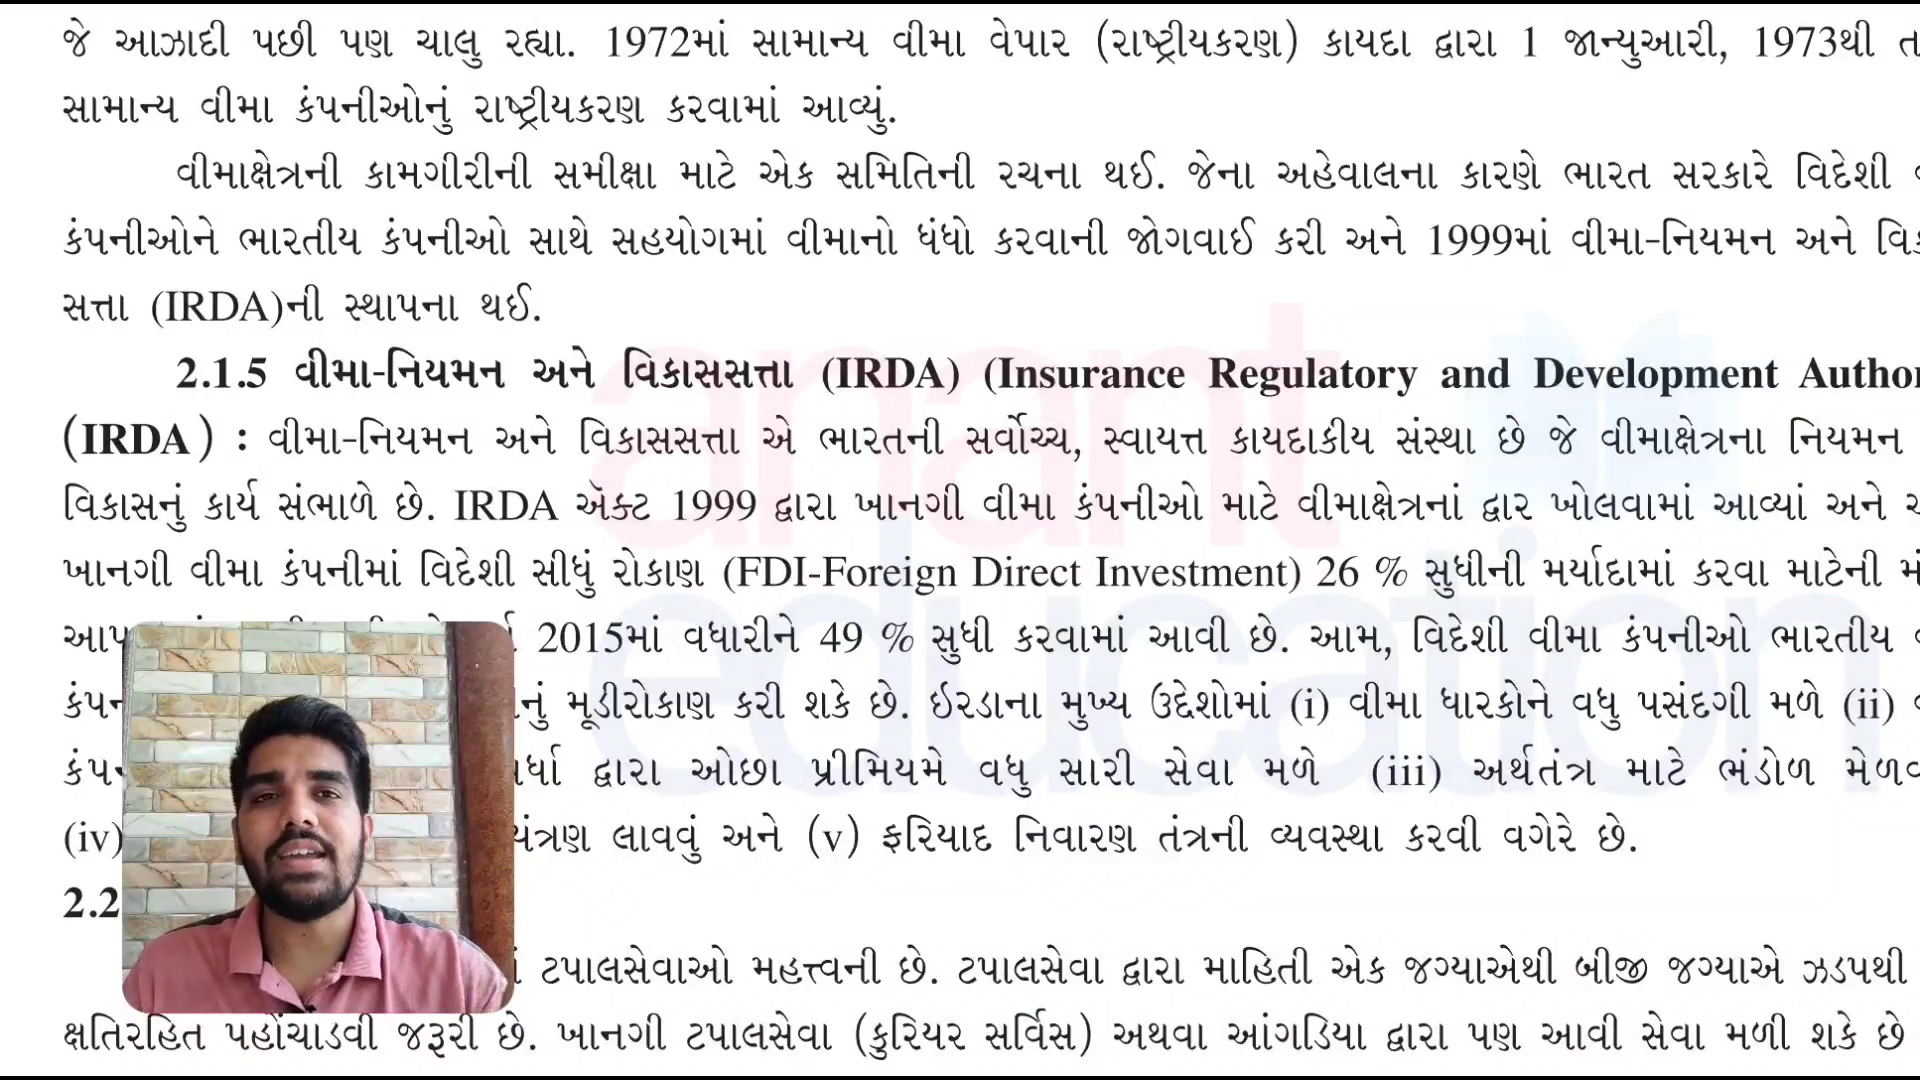 જે આઝાદી પછી પણ ચાલુ રહ્યા. 1972માં સામાન્ય વીમા વેપાર (રાષ્ટ્રીયકરણ) કાયદા દ્વારા 1 જાન્યુઆરી, 1973થી
સામાન્ય વીમા કંપનીઓનું રાષ્ટ્રીયકરણ કરવામાં આવ્યું.
વીમાક્ષેત્રની કામગીરીની સમીક્ષા માટે એક સમિતિની રચના થઈ. જેના અહેવાલના કારણે ભારત સરકારે વિદેશી
કંપનીઓને ભારતીય કંપનીઓ સાથે સહયોગમાં વીમાનો ધંધો કરવાની જોગવાઈ કરી અને 1999માં વીમા-નિયમન અને
સત્તા (IRDA)ની સ્થાપના થઈ.
2.1.5 વીમા-નિયમન અને વિકાસસત્તા (IRDA) (Insurance Regulatory and Development
(IRDA) : વીમા-નિયમન અને વિકાસસત્તા એ ભારતની સર્વોચ્ચ, સ્વાયત્ત કાયદાકીય સંસ્થા છે જે વીમાક્ષેત્રના નિયમન
વિકાસનું કાર્ય સંભાળે છે. IRDA ઍક્ટ 1999 દ્વારા ખાનગી વીમા કંપનીઓ માટે વીમાક્ષેત્રનાં દ્વાર ખોલવામાં આવ્યાં અને
ખાનગી વીમા કંપનીમાં વિદેશી સીધું રોકાણ (FDI-Foreign Direct Investment) 26 % સુધીની મર્યાદામાં કરવા માટેની
2015માં વધારીને 49 % સુધી કરવામાં આવી છે. આમ, વિદેશી વીમા કંપનીઓ ભારતીય
મૂડીરોકાણ કરી શકે છે. ઇરડાના મુખ્ય ઉદ્દેશોમાં (i) વીમા ધારકોને વધુ પસંદગી મળે (ii)
દ્વારા ઓછા પ્રીમિયમે વધુ સારી સેવા મળે (iii) અર્થતંત્ર માટે ભંડોળ
(iv) લાવવું અને (v) ફરિયાદ નિવારણ તંત્રની વ્યવસ્થા કરવી વગેરે છે.
2.2
ટપાલસેવાઓ મહત્ત્વની છે. ટપાલસેવા દ્વારા માહિતી એક જગ્યાએથી બીજી જગ્યાએ ઝડપથી
ક્ષતિરહિત પહોંચાડવી જરૂરી છે. ખાનગી ટપાલસેવા (કુરિયર સર્વિસ) અથવા આંગડિયા દ્વારા પણ આવી સેવા મળી શકે છે
anant
education